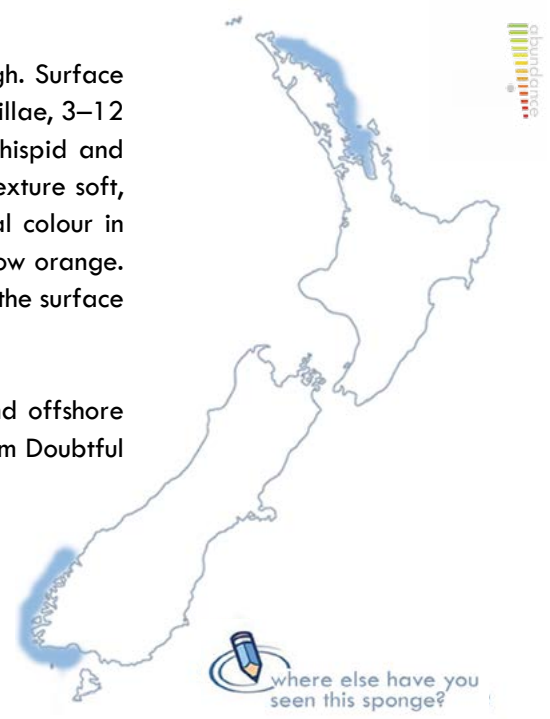 gh. Surface
illae, 3–12
hispid and
exture soft,
al colour in
ow orange.
the surface
nd offshore
m Doubtful
abundance
where else have you
seen this sponge?